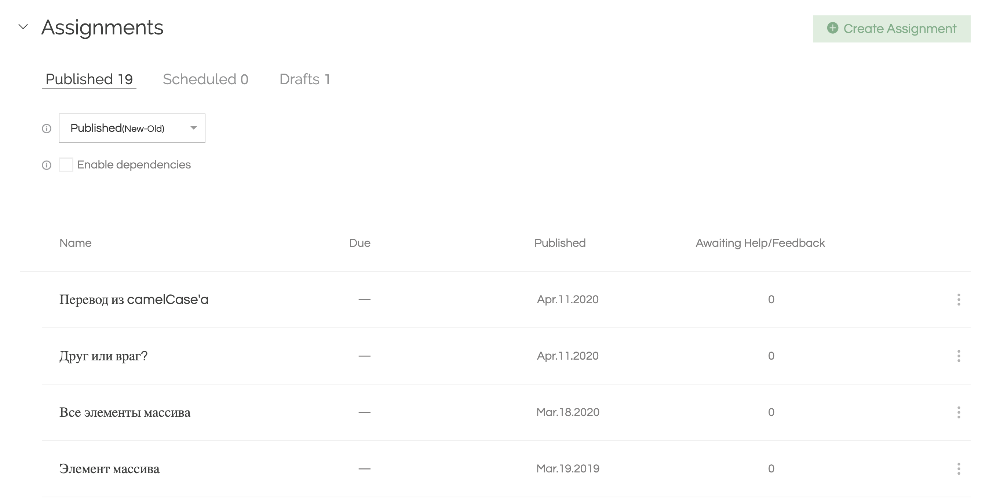 Assignments
Create Assignment
Published 19 Scheduled 0 Drafts 1
Published(New-Old)
Enable dependencies
Name Due Published Awaiting Help/Feedback
Перевод из camelCase'а — Apr.11.2020 0
Друг или враг? — Apr.11.2020 0
Все элементы массива — Mar.18.2020 0
Элемент массива — Mar.19.2019 0